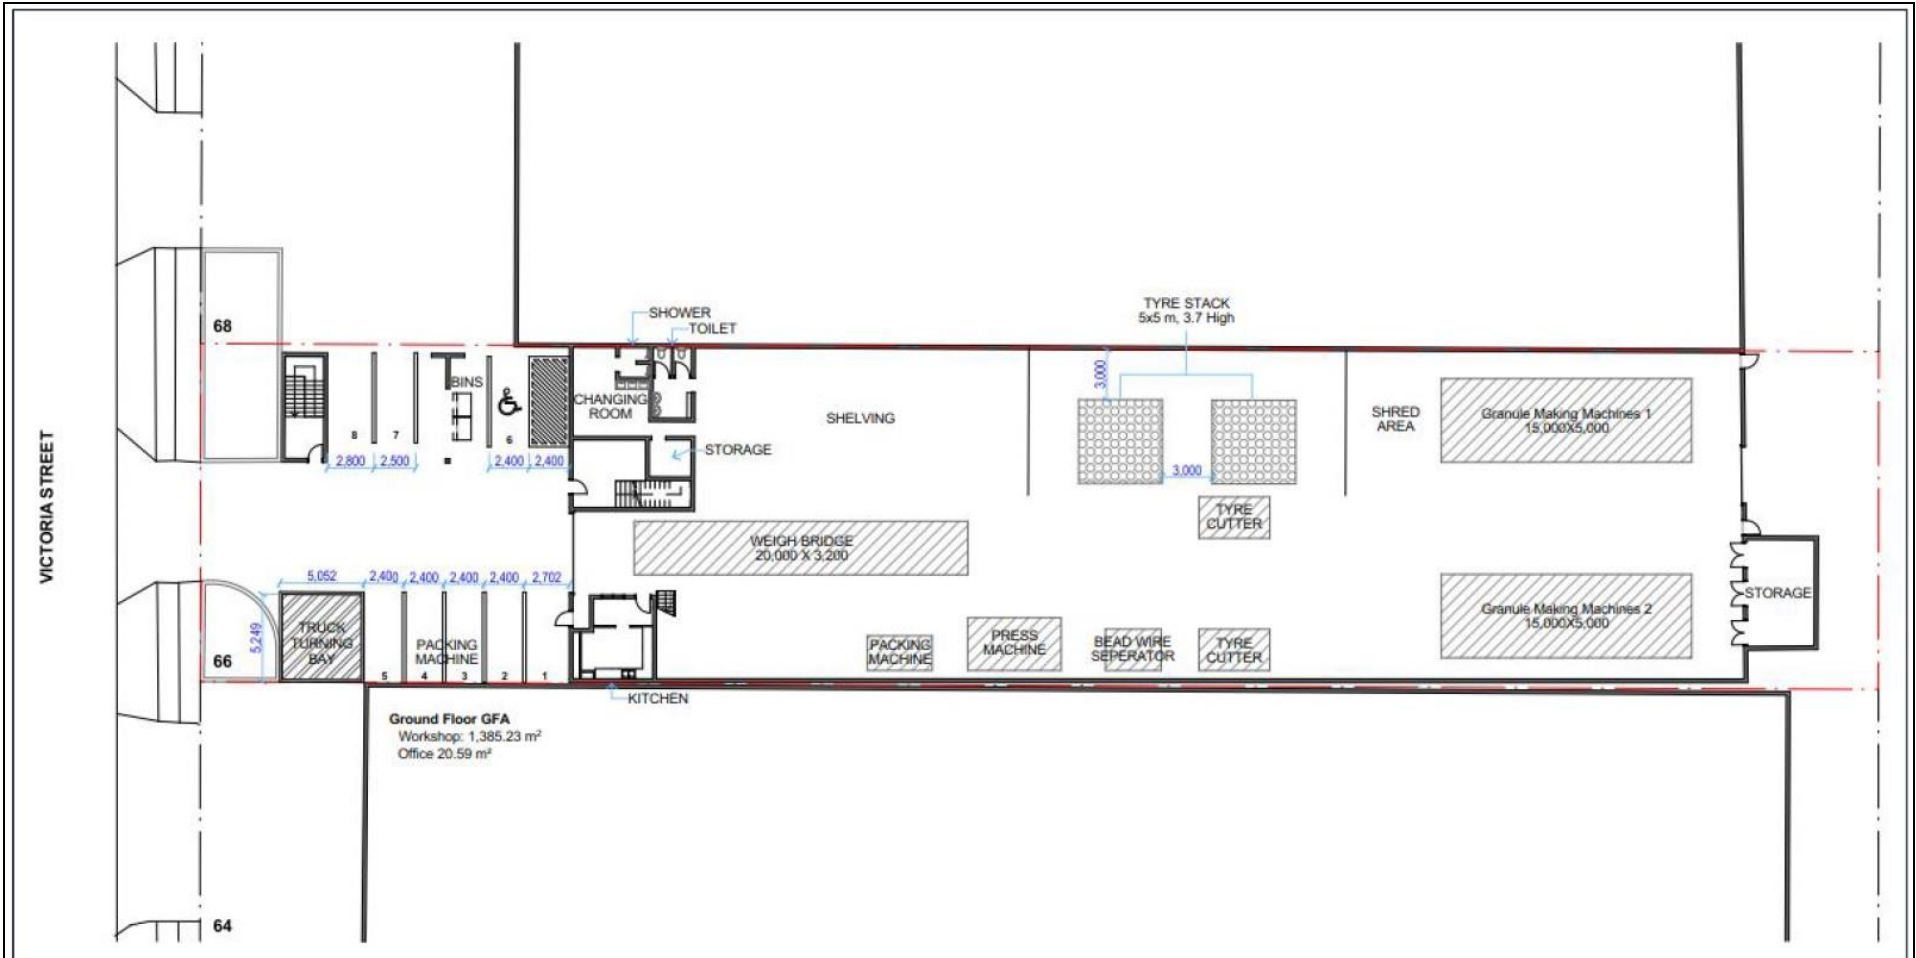 VICTORIA STREET
68
SHOWER
TOILET
TYRE STACK
5x5 m, 3.7 High
3,000
BINS
CHANGING
ROOM
SHELVING
SHRED
AREA
Granule Making Machines 1
15,000X5,000
8
7
6
2,800
2,500
2,400
2,400
STORAGE
3,000
TYRE
CUTTER
WEIGH BRIDGE
20,000 X 3,200
5,052
2,400
2,400
2,400
2,400
2,702
STORAGE
Granule Making Machines 2
15,000X5,000
5,249
TRUCK
TURNING
BAY
PACKING
MACHINE
PACKING
MACHINE
PRESS
MACHINE
BEAD WIRE
SEPERATOR
TYRE
CUTTER
66
5
4
3
2
1
KITCHEN
Ground Floor GFA
Workshop: 1,385.23 m²
Office 20.59 m²
64